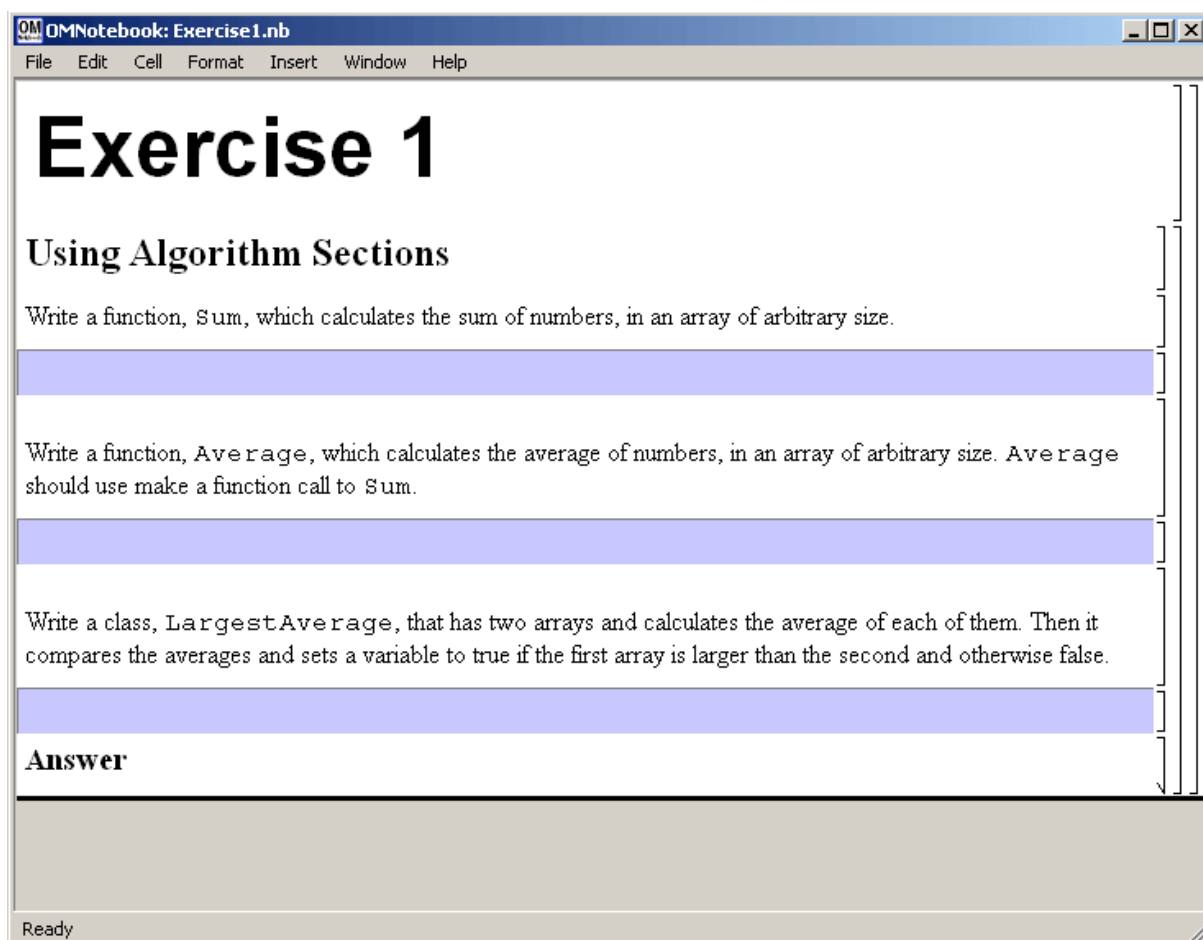 OMNotebook: Exercise1.nb
File Edit Cell Format Insert Window Help
Exercise 1
Using Algorithm Sections
Write a function, Sum, which calculates the sum of numbers, in an array of arbitrary size.
Write a function, Average, which calculates the average of numbers, in an array of arbitrary size. Average
should use make a function call to Sum.
Write a class, LargestAverage, that has two arrays and calculates the average of each of them. Then it
compares the averages and sets a variable to true if the first array is larger than the second and otherwise false.
Answer
Ready